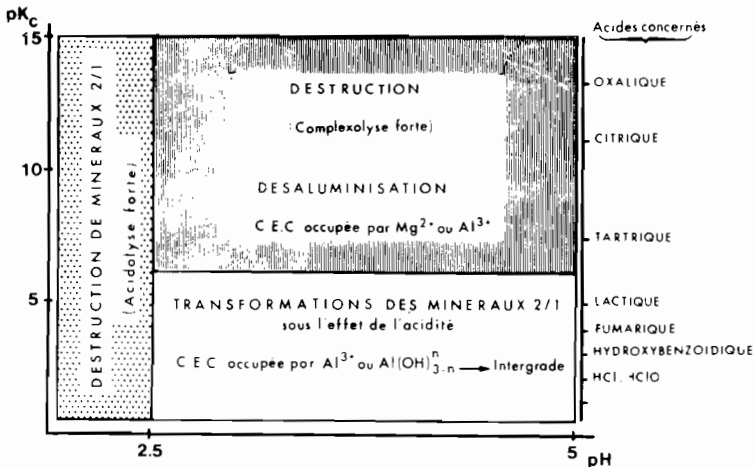 pKc
15
10
5
2.5
5
pH
DESTRUCTION DE MINERAUX 2/1
(Acidolyse forte)
DESTRUCTION
(Complexolyse forte)
DESALUMINISATION
C E.C occupée par Mg²⁺ ou Al³⁺
TRANSFORMATIONS DES MINERAUX 2/1
sous l'effet de l'acidité
C E C occupée par Al³⁺ ou Al(OH)ⁿ₃₋ₙ → Intergrade
Acides concernés
OXALIQUE
CITRIQUE
TARTRIQUE
LACTIQUE
FUMARIQUE
HYDROXYBENZOIDIQUE
HCl.